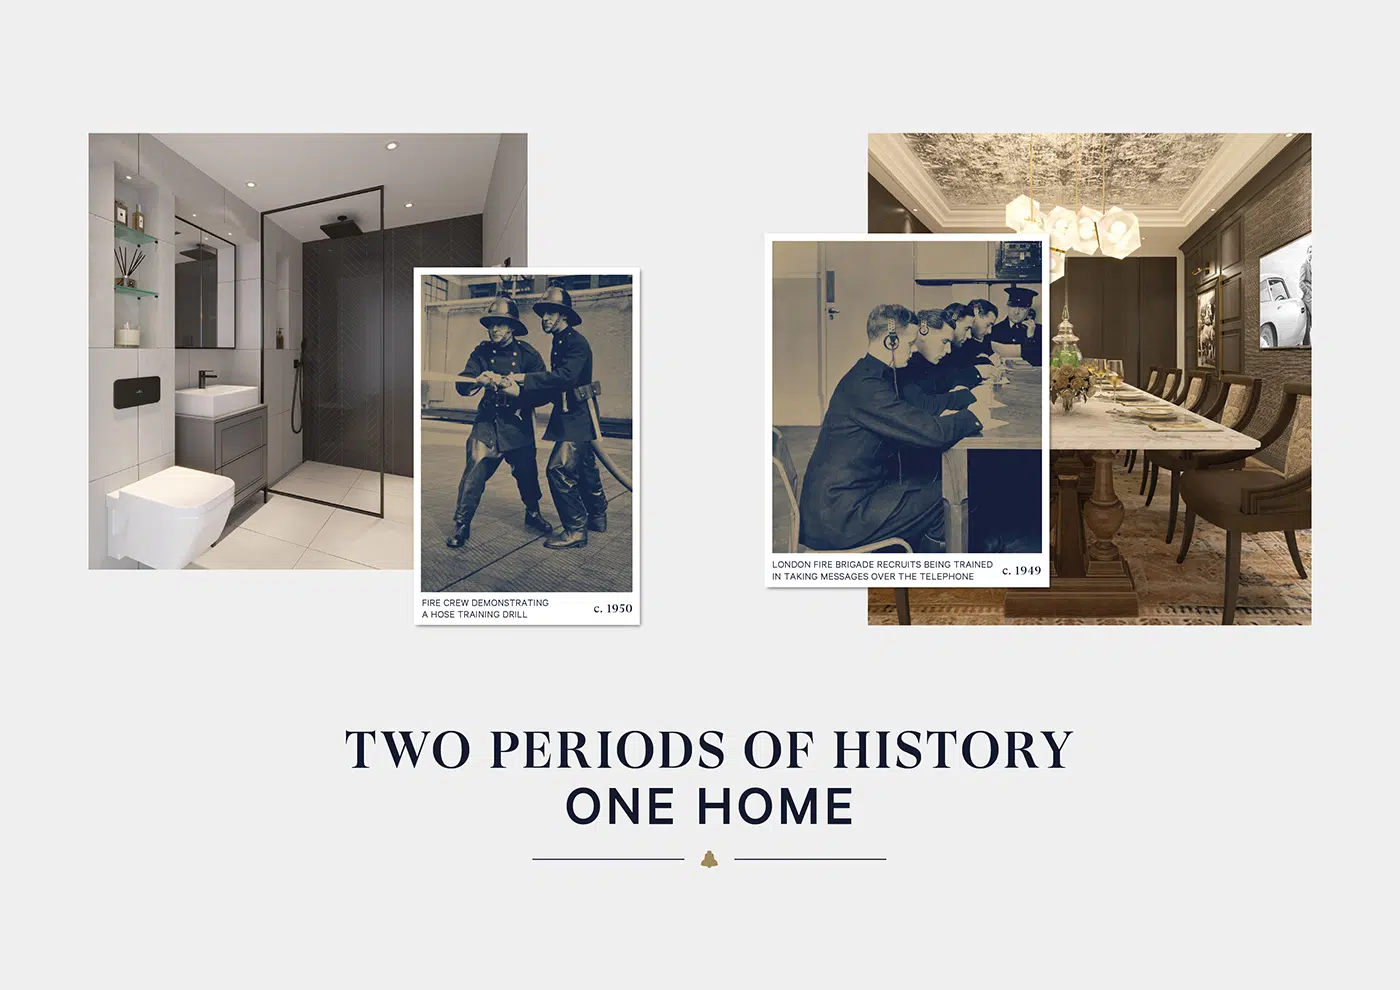 FIRE CREW DEMONSTRATING
A HOSE TRAINING DRILL
c. 1950
LONDON FIRE BRIGADE RECRUITS BEING TRAINED
IN TAKING MESSAGES OVER THE TELEPHONE
c. 1949
TWO PERIODS OF HISTORY
ONE HOME